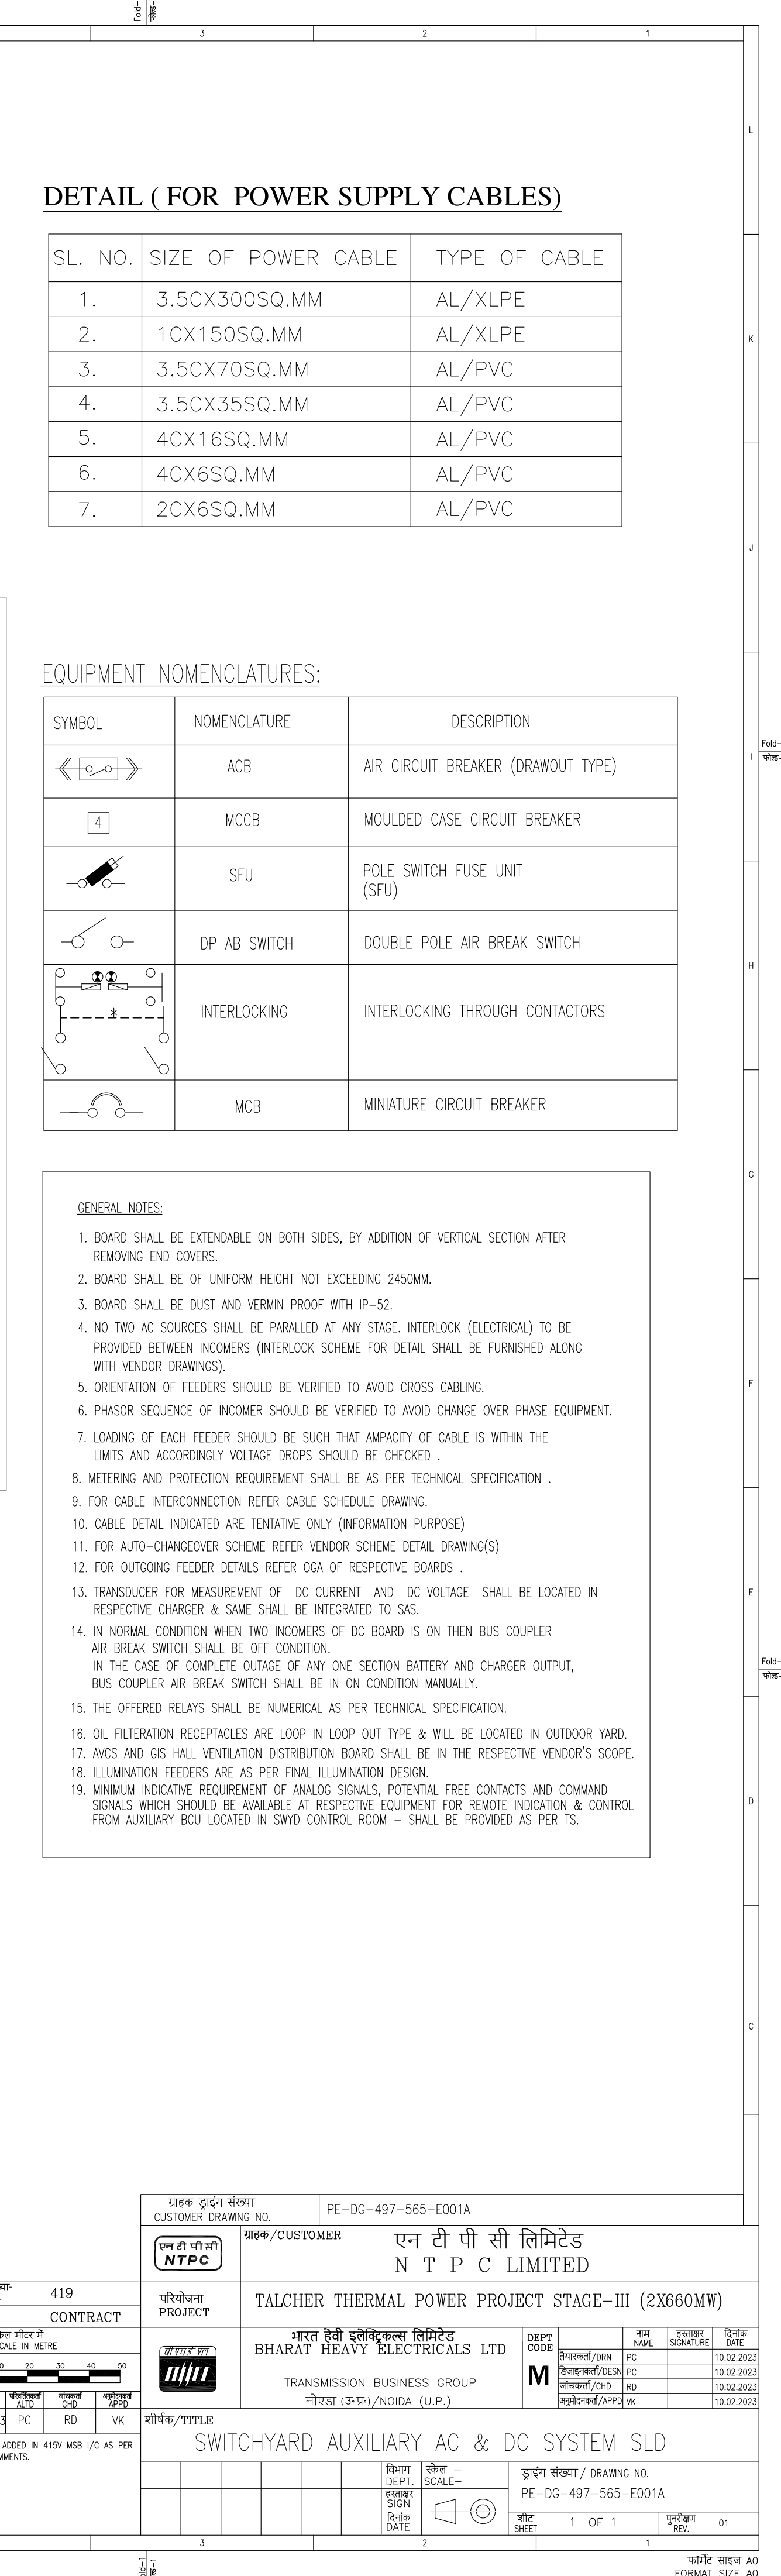 Fold-
फोल्ड-
3 2 1
L
DETAIL ( FOR POWER SUPPLY CABLES)
SL. NO. SIZE OF POWER CABLE TYPE OF CABLE
1. 3.5CX300SQ.MM AL/XLPE
2. 1CX150SQ.MM AL/XLPE
K
3. 3.5CX70SQ.MM AL/PVC
4. 3.5CX35SQ.MM AL/PVC
5. 4CX16SQ.MM AL/PVC
6. 4CX6SQ.MM AL/PVC
7. 2CX6SQ.MM AL/PVC
J
EQUIPMENT NOMENCLATURES:
SYMBOL NOMENCLATURE DESCRIPTION
Fold-
फोल्ड-
I
ACB AIR CIRCUIT BREAKER (DRAWOUT TYPE)
4 MCCB MOULDED CASE CIRCUIT BREAKER
SFU POLE SWITCH FUSE UNIT
(SFU)
DP AB SWITCH DOUBLE POLE AIR BREAK SWITCH
H
INTERLOCKING INTERLOCKING THROUGH CONTACTORS
MCB MINIATURE CIRCUIT BREAKER
G
GENERAL NOTES:
1. BOARD SHALL BE EXTENDABLE ON BOTH SIDES, BY ADDITION OF VERTICAL SECTION AFTER
REMOVING END COVERS.
2. BOARD SHALL BE OF UNIFORM HEIGHT NOT EXCEEDING 2450MM.
3. BOARD SHALL BE DUST AND VERMIN PROOF WITH IP-52.
4. NO TWO AC SOURCES SHALL BE PARALLED AT ANY STAGE. INTERLOCK (ELECTRICAL) TO BE
PROVIDED BETWEEN INCOMERS (INTERLOCK SCHEME FOR DETAIL SHALL BE FURNISHED ALONG
WITH VENDOR DRAWINGS).
F
5. ORIENTATION OF FEEDERS SHOULD BE VERIFIED TO AVOID CROSS CABLING.
6. PHASOR SEQUENCE OF INCOMER SHOULD BE VERIFIED TO AVOID CHANGE OVER PHASE EQUIPMENT.
7. LOADING OF EACH FEEDER SHOULD BE SUCH THAT AMPACITY OF CABLE IS WITHIN THE
LIMITS AND ACCORDINGLY VOLTAGE DROPS SHOULD BE CHECKED .
8. METERING AND PROTECTION REQUIREMENT SHALL BE AS PER TECHNICAL SPECIFICATION .
9. FOR CABLE INTERCONNECTION REFER CABLE SCHEDULE DRAWING.
10. CABLE DETAIL INDICATED ARE TENTATIVE ONLY (INFORMATION PURPOSE)
11. FOR AUTO-CHANGEOVER SCHEME REFER VENDOR SCHEME DETAIL DRAWING(S)
12. FOR OUTGOING FEEDER DETAILS REFER OGA OF RESPECTIVE BOARDS .
13. TRANSDUCER FOR MEASUREMENT OF DC CURRENT AND DC VOLTAGE SHALL BE LOCATED IN
E
RESPECTIVE CHARGER & SAME SHALL BE INTEGRATED TO SAS.
14. IN NORMAL CONDITION WHEN TWO INCOMERS OF DC BOARD IS ON THEN BUS COUPLER
AIR BREAK SWITCH SHALL BE OFF CONDITION.
IN THE CASE OF COMPLETE OUTAGE OF ANY ONE SECTION BATTERY AND CHARGER OUTPUT,
BUS COUPLER AIR BREAK SWITCH SHALL BE IN ON CONDITION MANUALLY.
Fold-
फोल्ड-
15. THE OFFERED RELAYS SHALL BE NUMERICAL AS PER TECHNICAL SPECIFICATION.
16. OIL FILTERATION RECEPTACLES ARE LOOP IN LOOP OUT TYPE & WILL BE LOCATED IN OUTDOOR YARD.
17. AVCS AND GIS HALL VENTILATION DISTRIBUTION BOARD SHALL BE IN THE RESPECTIVE VENDOR'S SCOPE.
18. ILLUMINATION FEEDERS ARE AS PER FINAL ILLUMINATION DESIGN.
19. MINIMUM INDICATIVE REQUIREMENT OF ANALOG SIGNALS, POTENTIAL FREE CONTACTS AND COMMAND
SIGNALS WHICH SHOULD BE AVAILABLE AT RESPECTIVE EQUIPMENT FOR REMOTE INDICATION & CONTROL
FROM AUXILIARY BCU LOCATED IN SWYD CONTROL ROOM – SHALL BE PROVIDED AS PER TS.
D
C
ग्राहक ड्राइंग संख्या
CUSTOMER DRAWING NO. PE-DG-497-565-E001A
एन टी पी सी
NTPC
ग्राहक/CUSTOMER एन टी पी सी लिमिटेड
N T P C LIMITED
419
CONTRACT
परियोजना
PROJECT
TALCHER THERMAL POWER PROJECT STAGE-III (2X660MW)
मीटर में
SCALE IN METRE
20 30 40 50
बी एच ई एल
भारत हेवी इलेक्ट्रिकल्स लिमिटेड
BHARAT HEAVY ELECTRICALS LTD
TRANSMISSION BUSINESS GROUP
नोएडा (उ॰प्र॰)/NOIDA (U.P.)
DEPT
CODE
M
नाम
NAME
हस्ताक्षर
SIGNATURE
दिनांक
DATE
तैयारकर्ता/DRN PC 10.02.2023
डिजाइनकर्ता/DESN PC 10.02.2023
जाँचकर्ता/CHD RD 10.02.2023
अनुमोदनकर्ता/APPD VK 10.02.2023
परिवर्तितकर्ता
ALTD
जाँचकर्ता
CHD
अनुमोदनकर्ता
APPD
3 PC RD VK
ADDED IN 415V MSB I/C AS PER
शीर्षक/TITLE
SWITCHYARD AUXILIARY AC & DC SYSTEM SLD
विभाग
DEPT.
स्केल –
SCALE–
हस्ताक्षर
SIGN
दिनांक
DATE
ड्राइंग संख्या / DRAWING NO.
PE-DG-497-565-E001A
शीट
SHEET
1 OF 1
पुनरीक्षण
REV.
01
3 2 1
फॉर्मेट साइज A0
FORMAT SIZE A0